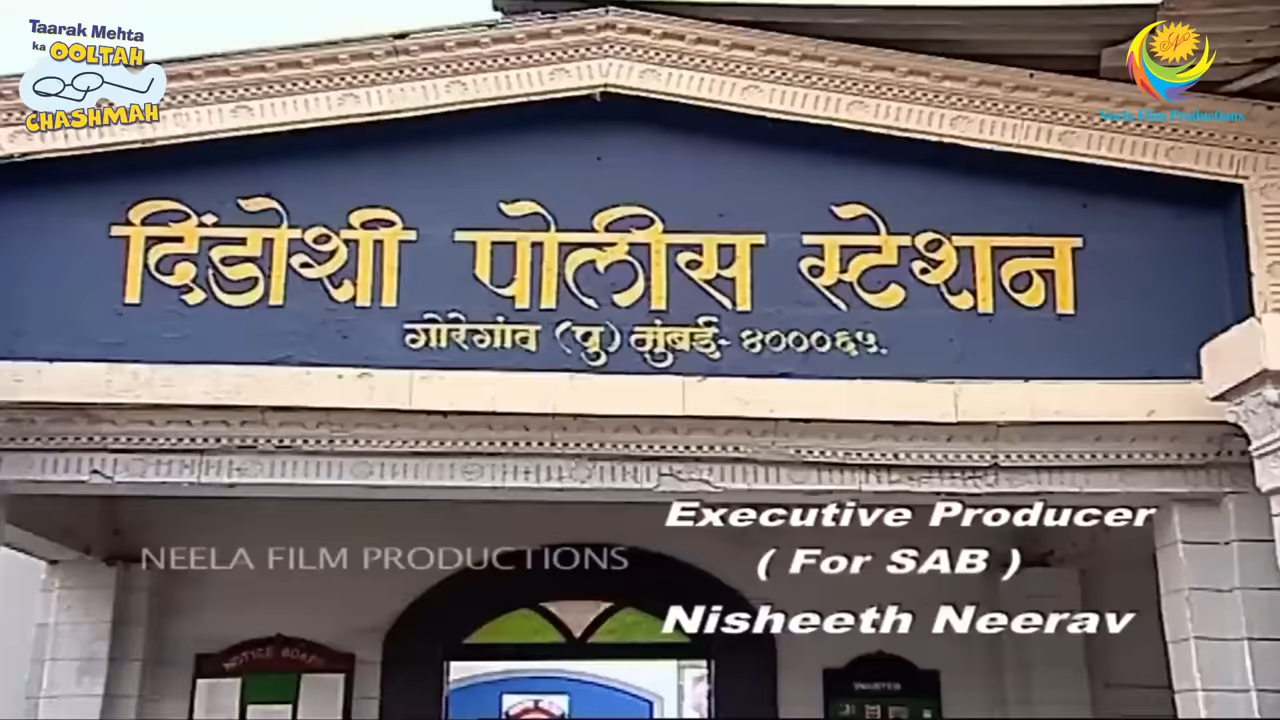 Taarak Mehta
ka OOLTAH
CHASHMAH
Neela Film Productions
दिंडोशी पोलीस स्टेशन
गोरेगांव (पु) मुंबई- ४०००६५.
Executive Producer
( For SAB )
Nisheeth Neerav
NEELA FILM PRODUCTIONS
NOTICE BOARD
WANTED